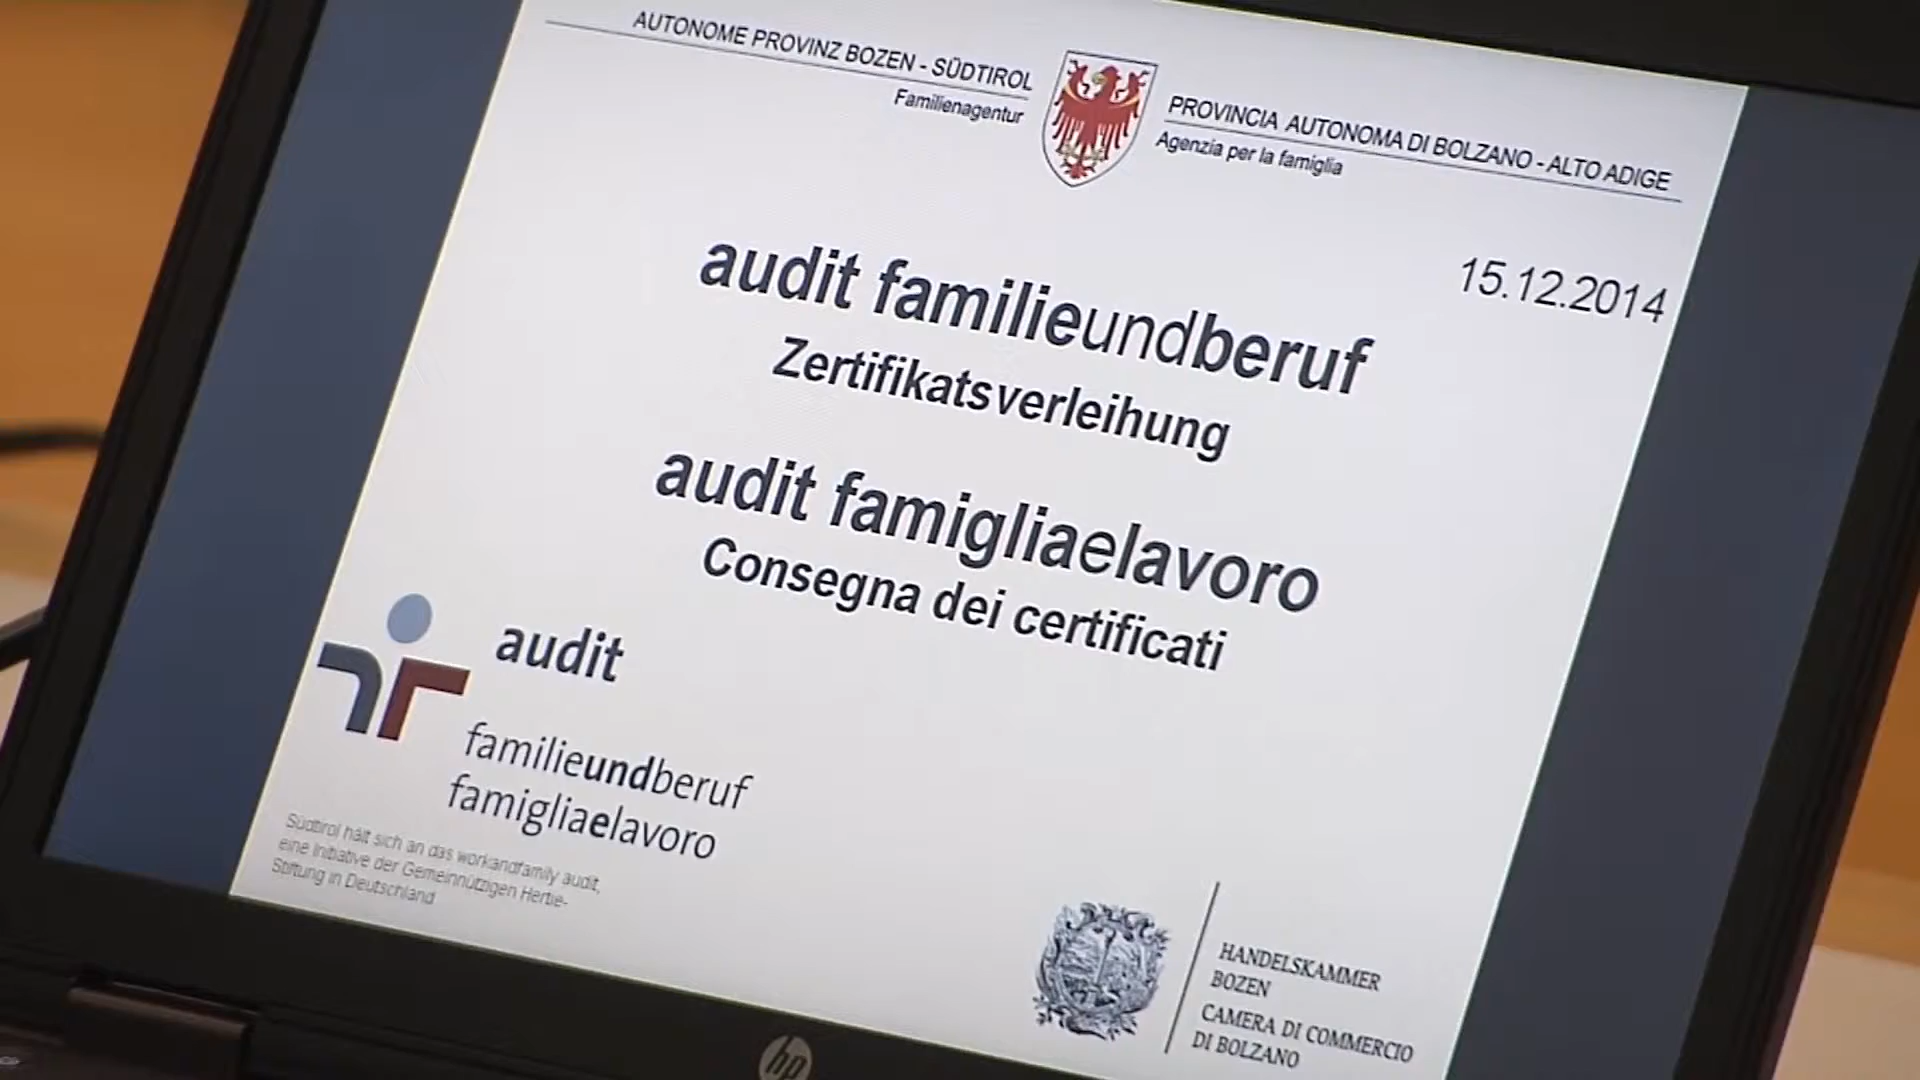 AUTONOME PROVINZ BOZEN - SÜDTIROL
Familienagentur
PROVINCIA AUTONOMA DI BOLZANO - ALTO ADIGE
Agenzia per la famiglia
15.12.2014
audit familieundberuf
Zertifikatsverleihung
audit famigliaelavoro
Consegna dei certificati
audit
familieundberuf
famigliaelavoro
Südtirol hält sich an das workandfamily audit,
eine Initiative der Gemeinnützigen Hertie-
Stiftung in Deutschland
HANDELSKAMMER
BOZEN
CAMERA DI COMMERCIO
DI BOLZANO
hp